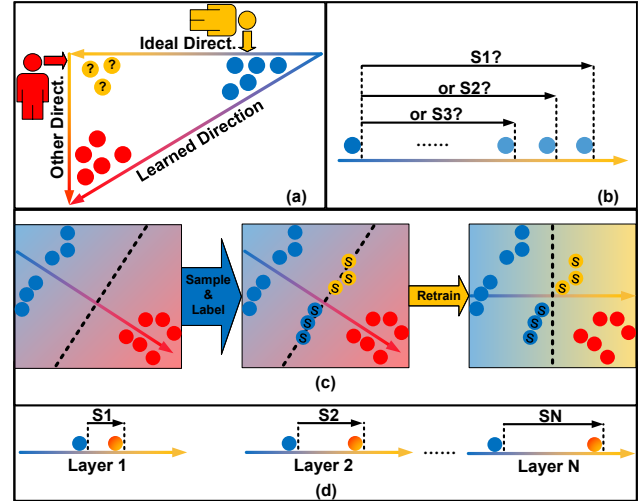 Ideal Direct.
? ? ?
Other Direct.
Learned Direction
(a)
S1?
or S2?
or S3?
......
(b)
Sample
&
Label
S S S
S S S
Retrain
S S S
S S S
(c)
S1
Layer 1
S2
Layer 2
......
SN
Layer N
(d)